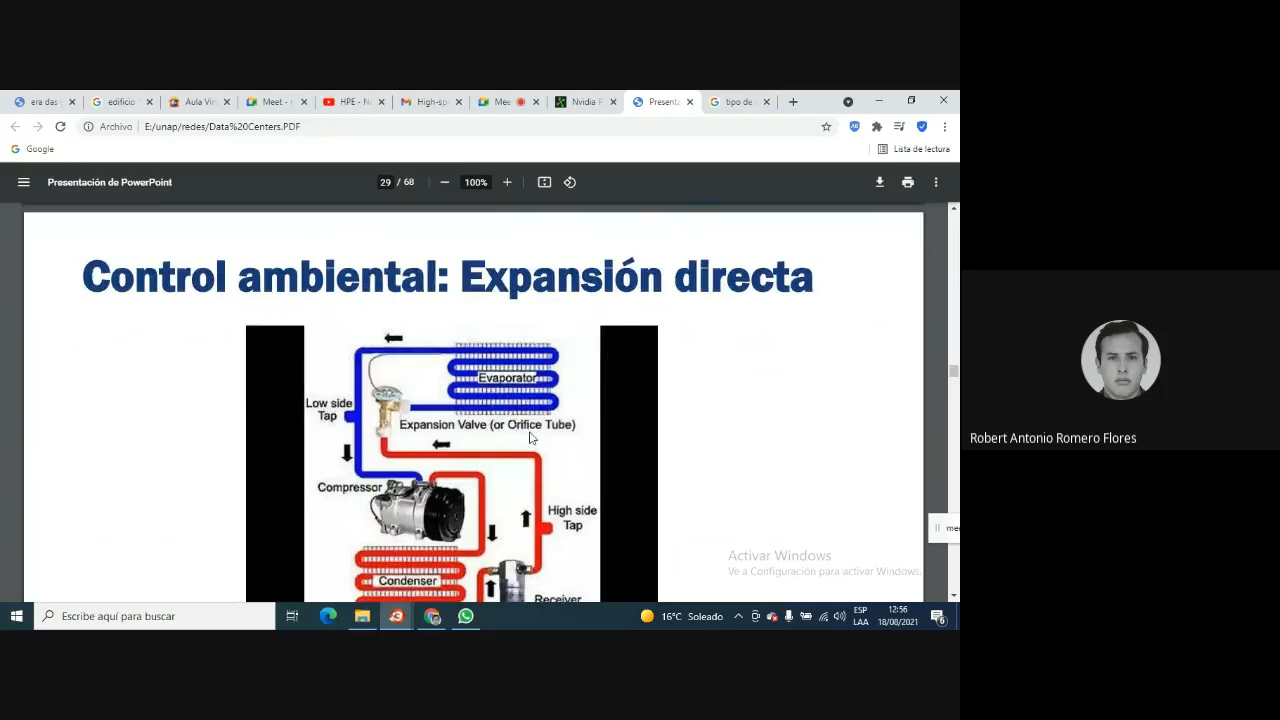 era das
edificio
Aula Virt
Meet -
HPE - N
High-sp
Mee
Nvidia P
Presenta
tipo de
Archivo
E:/unap/redes/Data%20Centers.PDF
Google
Lista de lectura
Presentación de PowerPoint
29 / 68
100%
Control ambiental: Expansión directa
Evaporator
Low side
Tap
Expansion Valve (or Orifice Tube)
Compressor
High side
Tap
Condenser
Receiver
Activar Windows
Ve a Configuración para activar Windows.
Robert Antonio Romero Flores
Escribe aquí para buscar
16°C Soleado
ESP
LAA
12:56
18/08/2021
6